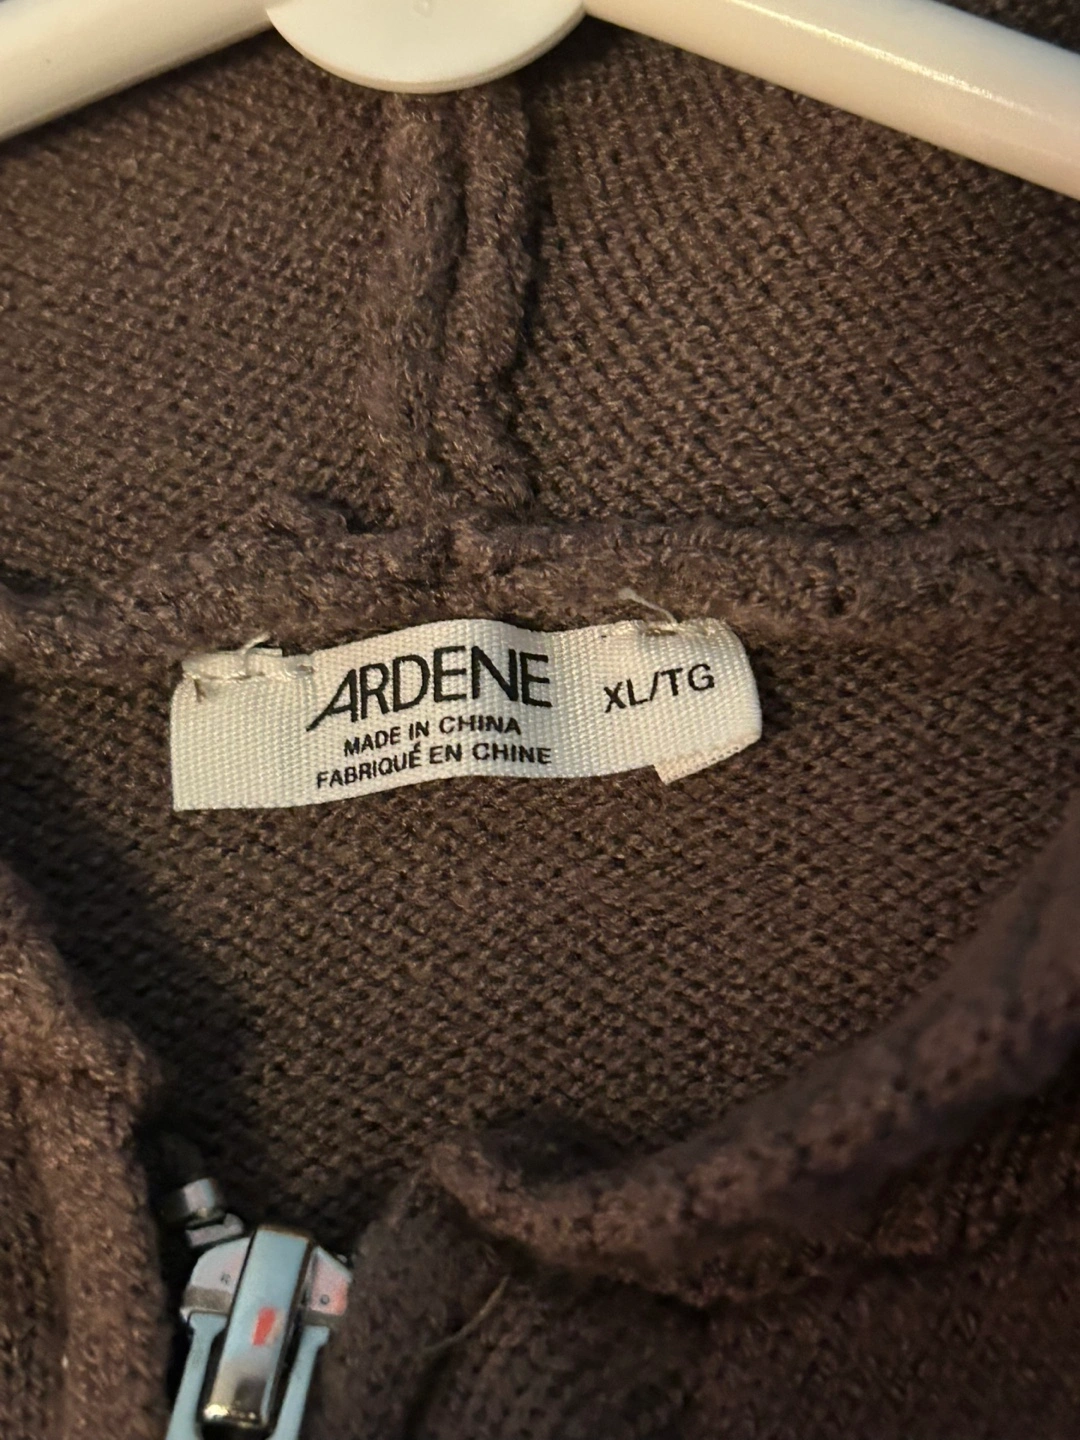 ARDENE
MADE IN CHINA
FABRIQUÉ EN CHINE
XL/TG